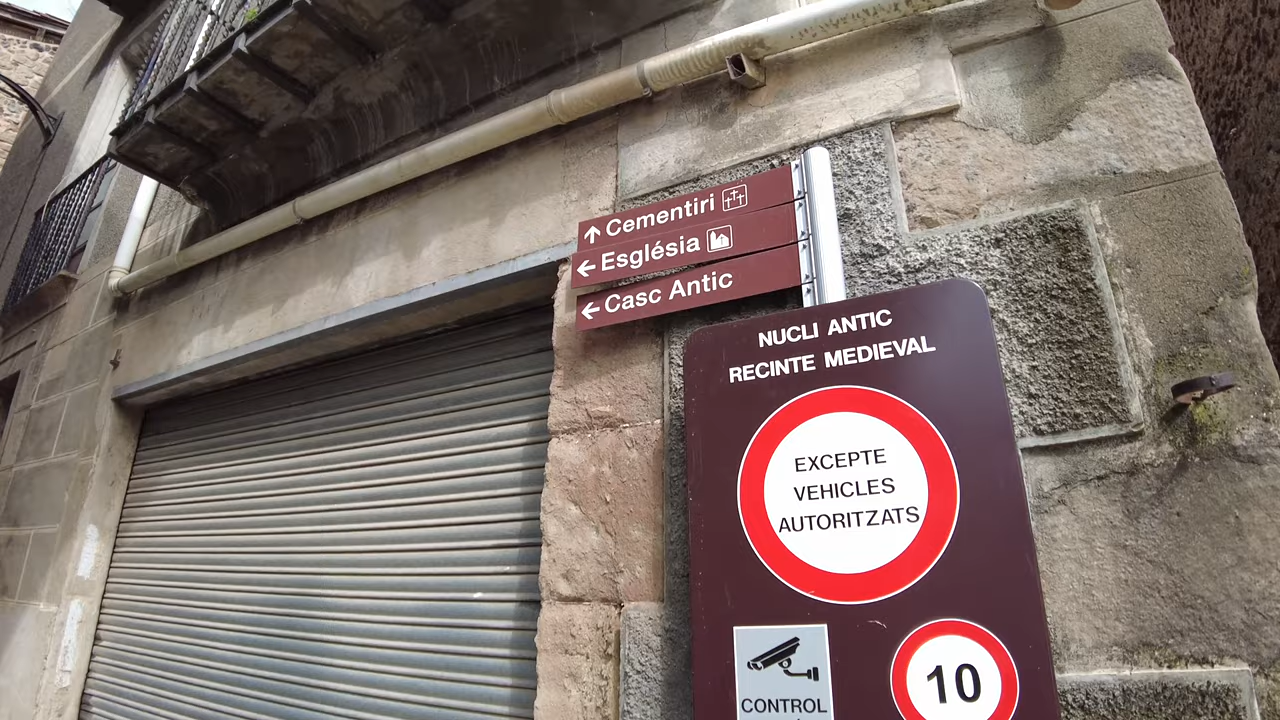 Cementiri
Església
Casc Antic
NUCLI ANTIC
RECINTE MEDIEVAL
EXCEPTE
VEHICLES
AUTORITZATS
CONTROL
10